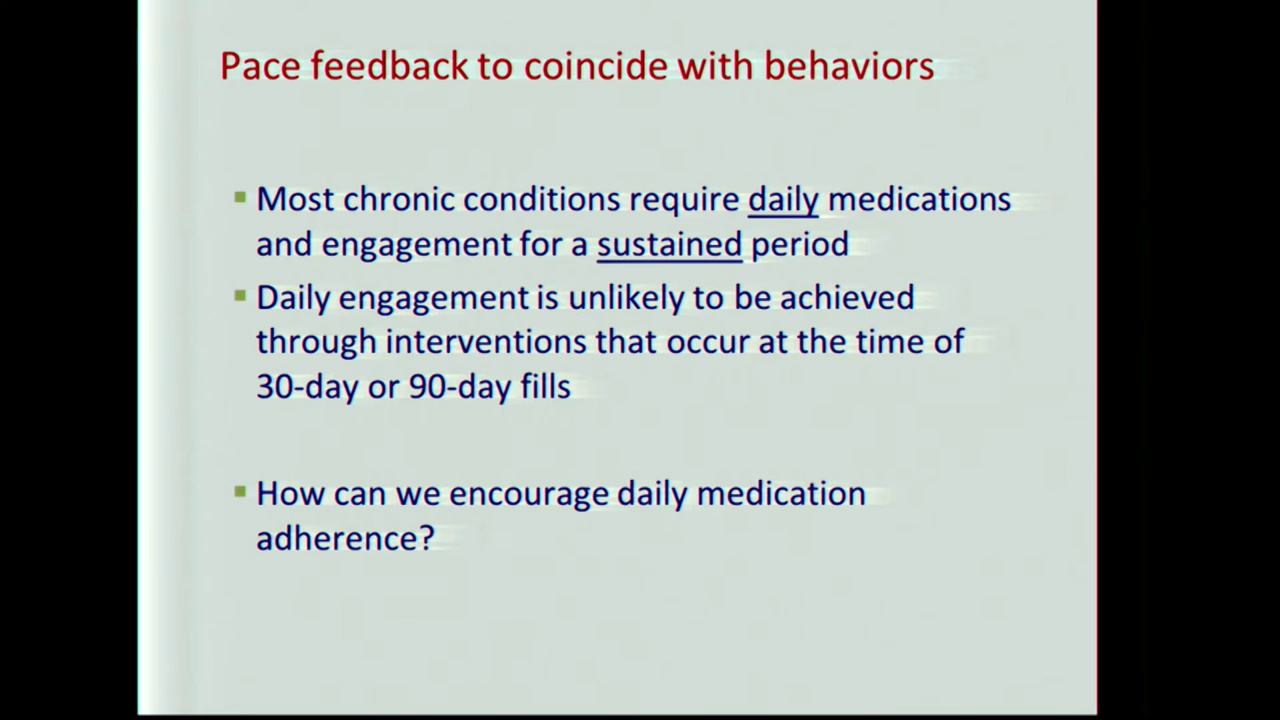 Pace feedback to coincide with behaviors
▪ Most chronic conditions require daily medications
and engagement for a sustained period
▪ Daily engagement is unlikely to be achieved
through interventions that occur at the time of
30-day or 90-day fills
▪ How can we encourage daily medication
adherence?